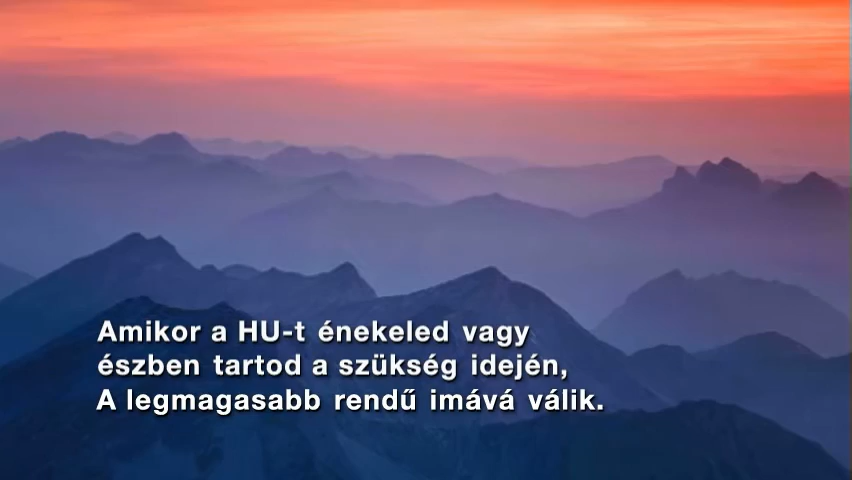 Amikor a HU-t énekeled vagy
észben tartod a szükség idején,
A legmagasabb rendű imává válik.